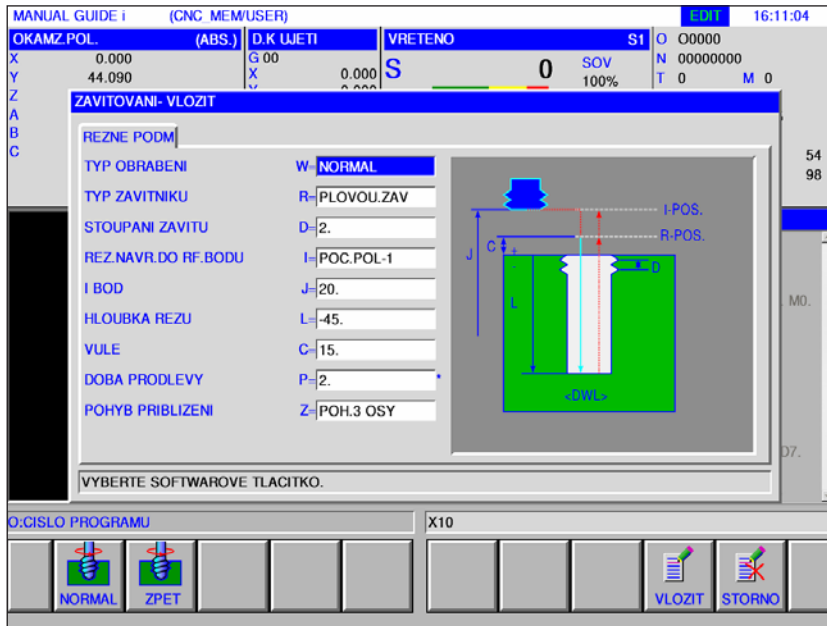 MANUAL GUIDE i (CNC_MEM/USER) EDIT 16:11:04
OKAMZ.POL. (ABS.) D.K UJETI VRETENO S1 O O0000
X 0.000 G 00 S 0 SOV N 00000000
Y 44.090 X 0.000 100% T 0 M 0
Z
A
B
C
54
98
ZAVITOVANI- VLOZIT
REZNE PODM
TYP OBRABENI W=NORMAL
TYP ZAVITNIKU R=PLOVOU.ZAV
STOUPANI ZAVITU D=2.
REZ.NAVR.DO RF.BODU I=POC.POL-1
I BOD J=20.
HLOUBKA REZU L=-45.
VULE C=15.
DOBA PRODLEVY P=2. *
POHYB PRIBLIZENI Z=POH.3 OSY
I-POS.
R-POS.
J C + -
D
L
<DWL>
M0.
D7.
VYBERTE SOFTWAROVE TLACITKO.
O:CISLO PROGRAMU X10
NORMAL ZPET VLOZIT STORNO